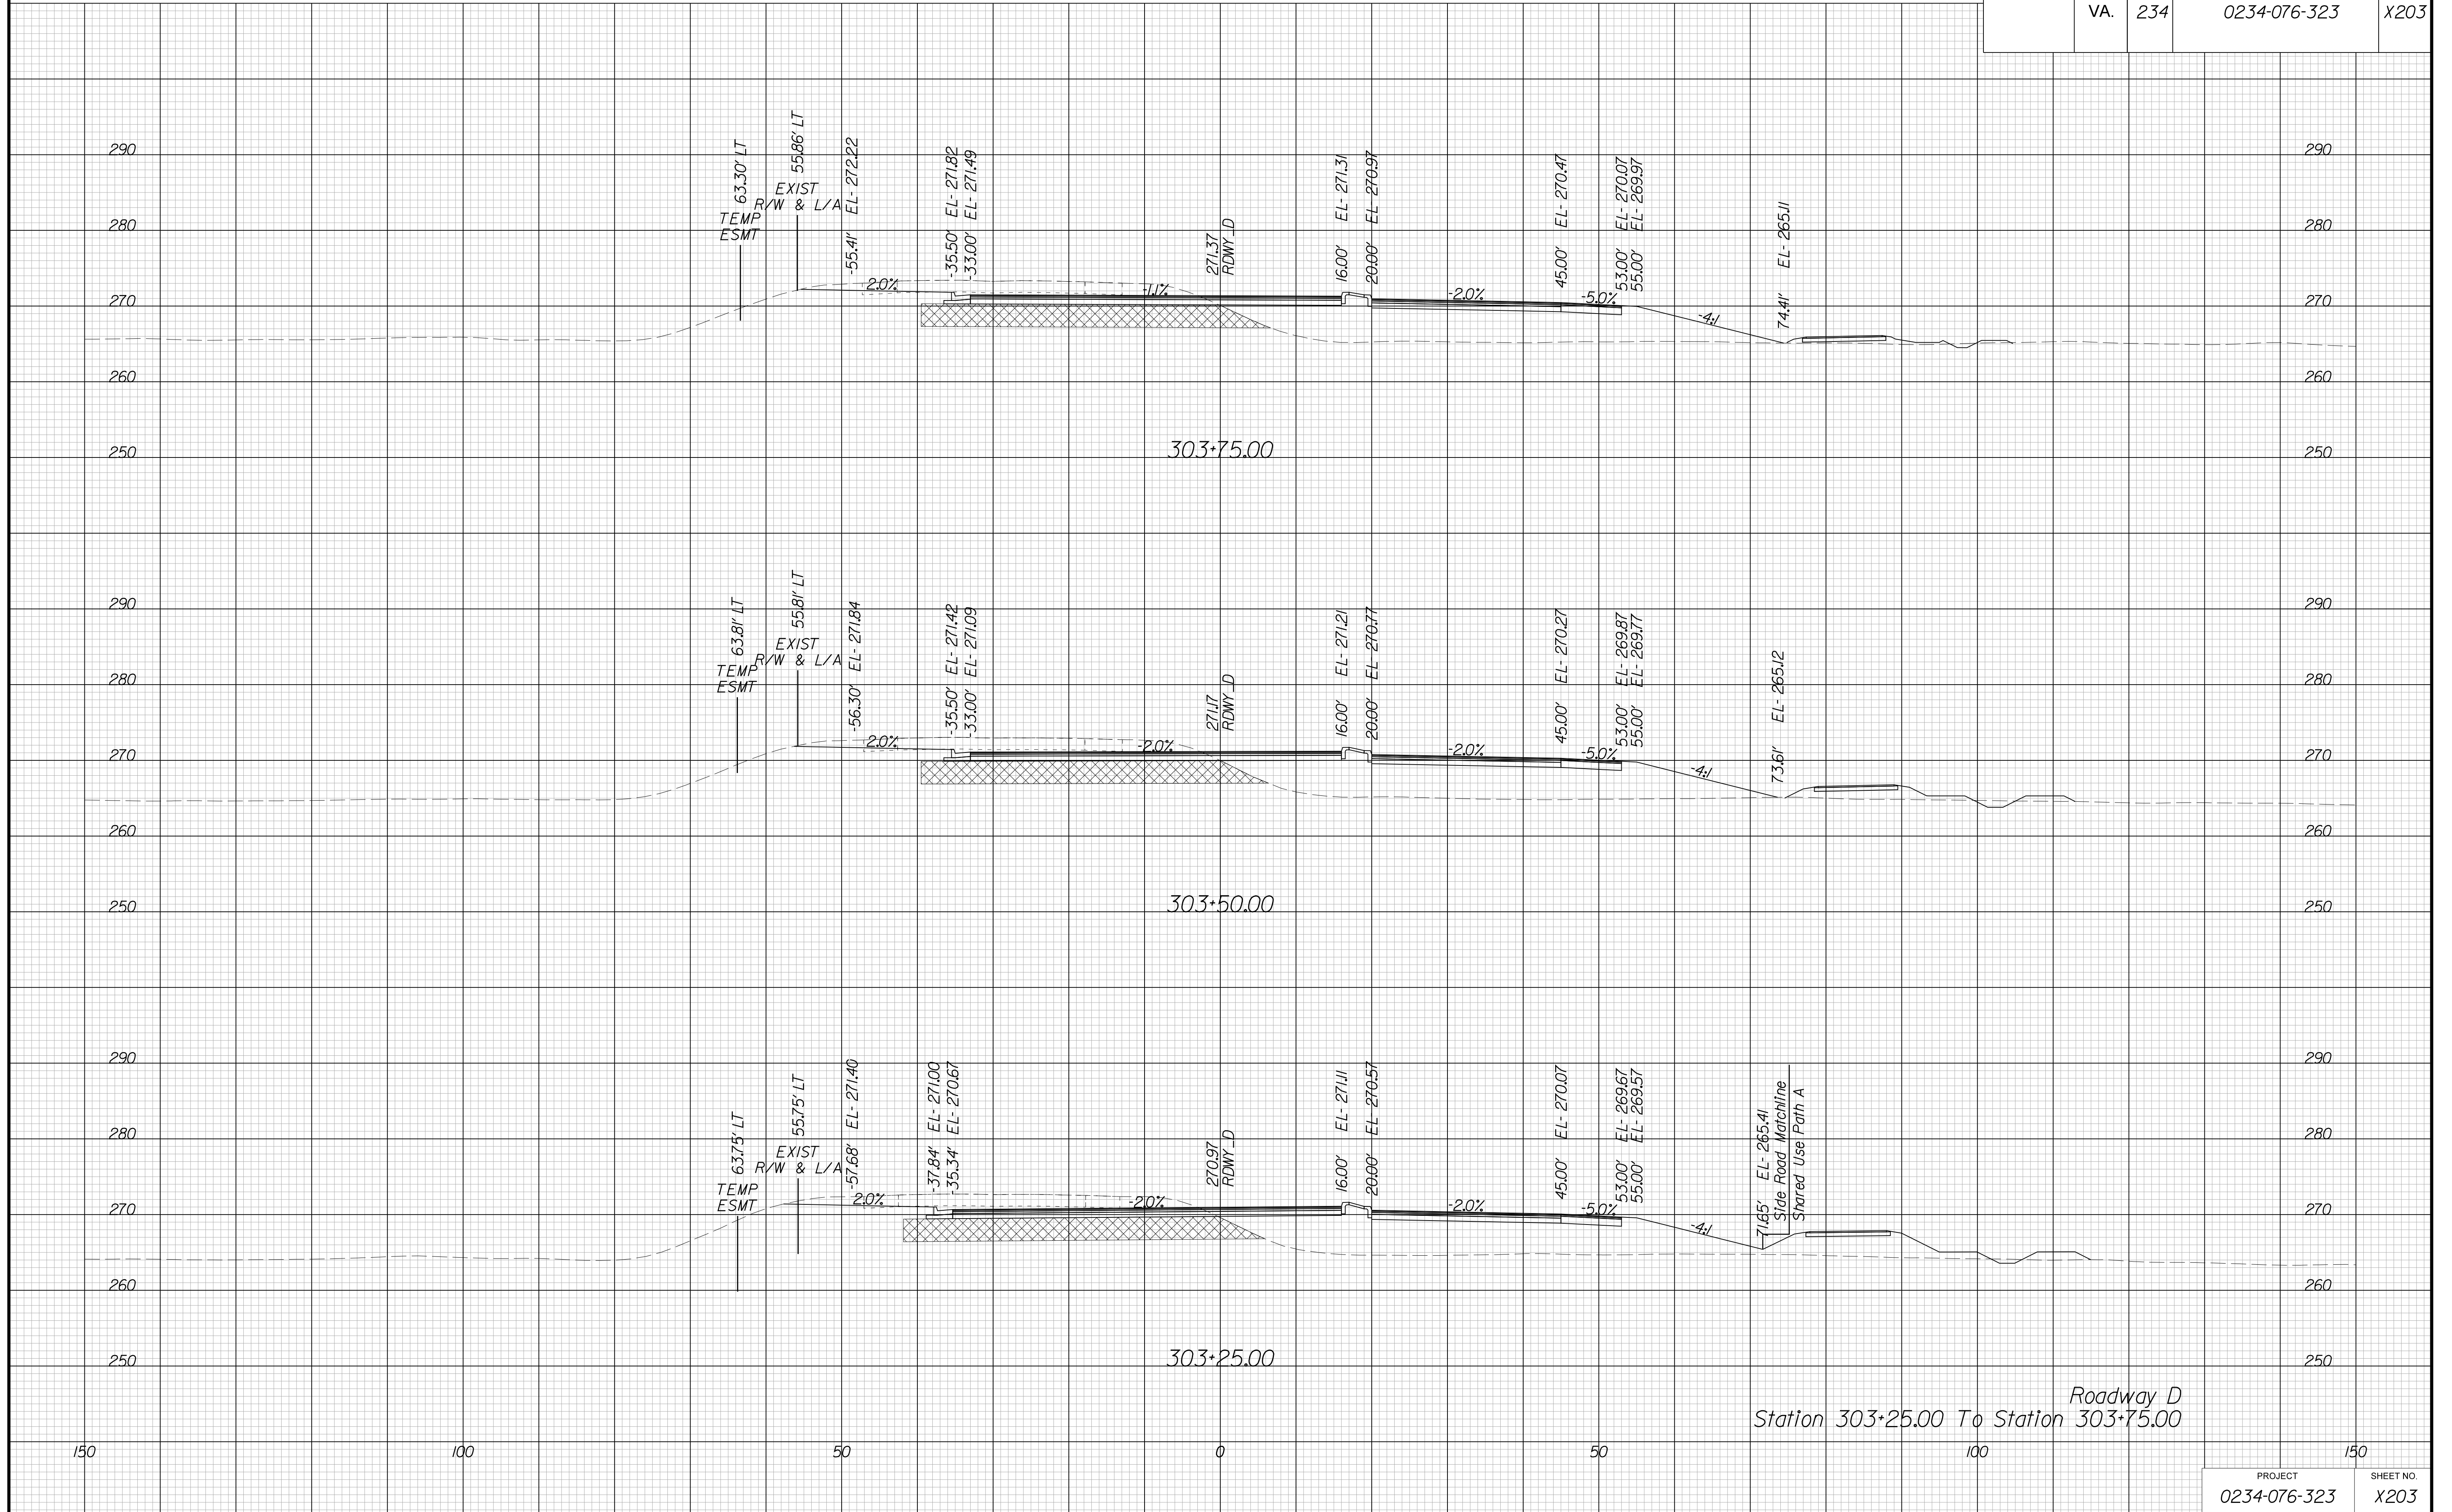 VA. 234 0234-076-323 X203
63.30' LT
55.86' LT
TEMP
ESMT
EXIST
R/W & L/A
-55.41' EL- 272.22
-35.50' EL- 271.82
-33.00' EL- 271.49
271.37
RDWY_D
16.00' EL- 271.31
20.00' EL- 270.97
45.00' EL- 270.47
53.00' EL- 270.07
55.00' EL- 269.97
74.41' EL- 265.11
2.0%
-1.1%
-2.0%
-5.0%
-4:1
290 290
280 280
270 270
260 260
250 250
303+75.00
63.81' LT
55.81' LT
TEMP
ESMT
EXIST
R/W & L/A
-56.30' EL- 271.84
-35.50' EL- 271.42
-33.00' EL- 271.09
271.17
RDWY_D
16.00' EL- 271.21
20.00' EL- 270.77
45.00' EL- 270.27
53.00' EL- 269.87
55.00' EL- 269.77
73.61' EL- 265.12
2.0%
-2.0%
-2.0%
-5.0%
-4:1
290 290
280 280
270 270
260 260
250 250
303+50.00
63.75' LT
55.75' LT
TEMP
ESMT
EXIST
R/W & L/A
-57.68' EL- 271.40
-37.84' EL- 271.00
-35.34' EL- 270.67
270.97
RDWY_D
16.00' EL- 271.11
20.00' EL- 270.57
45.00' EL- 270.07
53.00' EL- 269.67
55.00' EL- 269.57
71.65' EL- 265.41
Side Road Matchline
Shared Use Path A
2.0%
-2.0%
-2.0%
-5.0%
-4:1
290 290
280 280
270 270
260 260
250 250
303+25.00
Roadway D
Station 303+25.00 To Station 303+75.00
150 100 50 0 50 100 150
PROJECT SHEET NO.
0234-076-323 X203